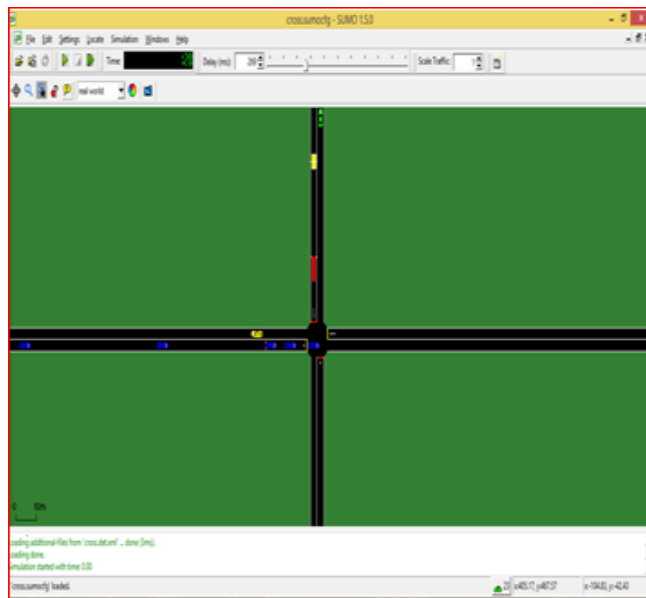 cross.sumocfg - SUMO 1.5.0
File Edit Settings Locate Simulation Windows Help
Time: Delay (ms): Scale Traffic: 1
real world
0 10m
Loading additional-files from 'cross.det.xml' ... done (3ms).
Loading done.
Simulation started with time: 0.00
'cross.sumocfg' loaded.